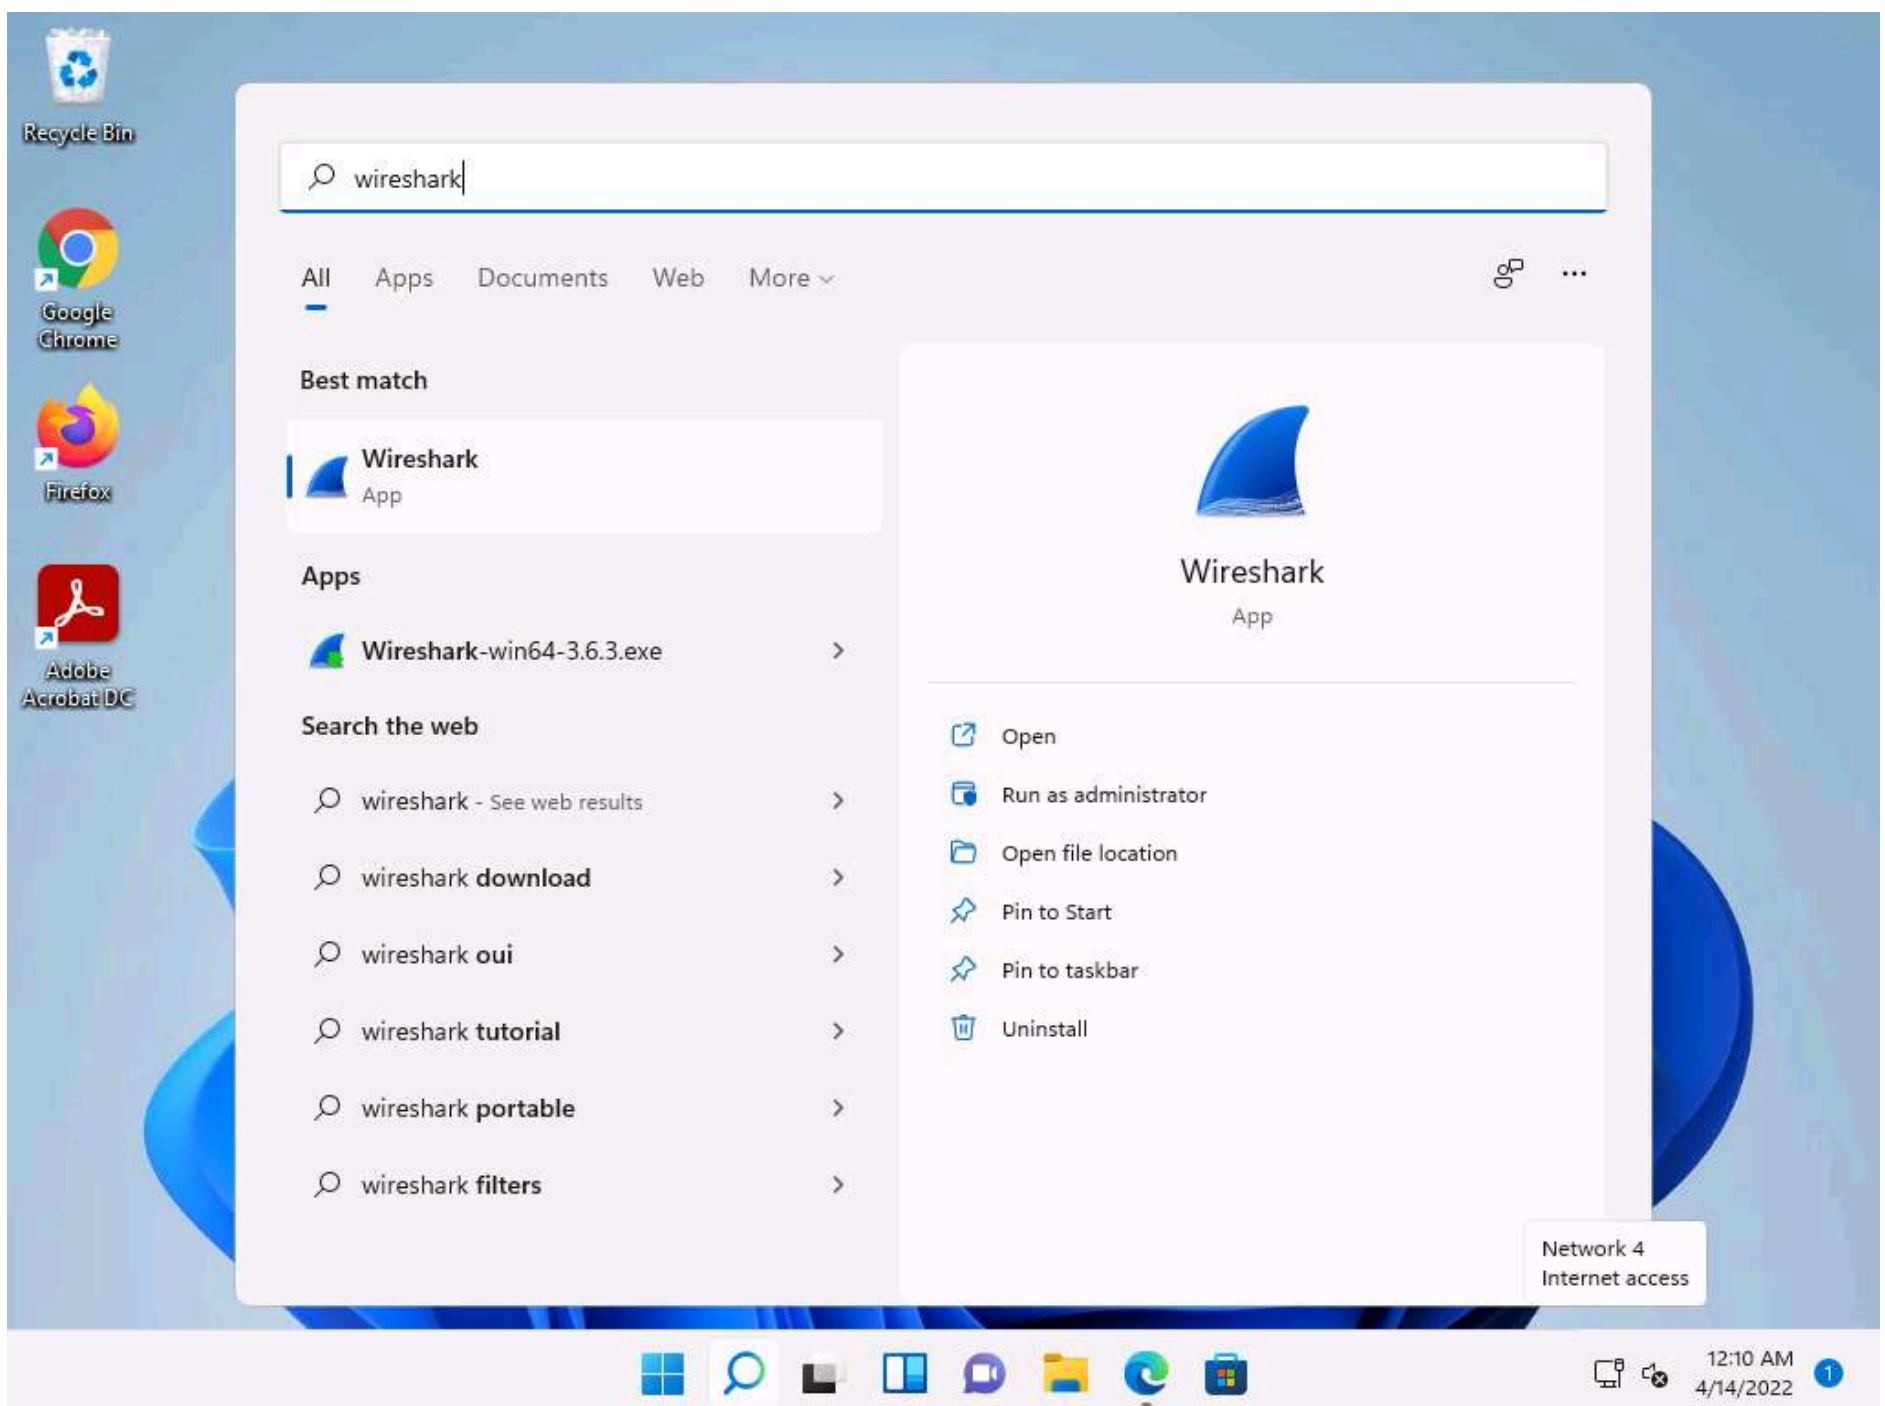 Recycle Bin
Google
Chrome
Firefox
Adobe
Acrobat DC
wireshark
All Apps Documents Web More
Best match
Wireshark
App
Apps
Wireshark-win64-3.6.3.exe
Search the web
wireshark - See web results
wireshark download
wireshark oui
wireshark tutorial
wireshark portable
wireshark filters
Wireshark
App
Open
Run as administrator
Open file location
Pin to Start
Pin to taskbar
Uninstall
Network 4
Internet access
12:10 AM
4/14/2022
1